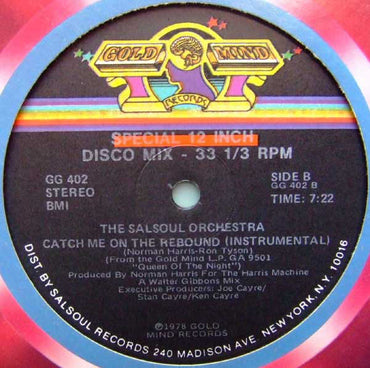 GOLD MIND
RECORDS
SPECIAL 12 INCH
DISCO MIX - 33 1/3 RPM
GG 402
STEREO
BMI
SIDE B
GG 402 B
TIME: 7:22
THE SALSOUL ORCHESTRA
CATCH ME ON THE REBOUND (INSTRUMENTAL)
(Norman Harris-Ron Tyson)
(From the Gold Mind L.P. GA 9501
"Queen Of The Night")
Produced by Norman Harris For The Harris Machine
A Walter Gibbons Mix
Executive Producers: Joe Cayre/
Stan Cayre/Ken Cayre
©℗1978 GOLD
MIND RECORDS
DIST. BY SALSOUL RECORDS 240 MADISON AVE. NEW YORK, N.Y. 10016